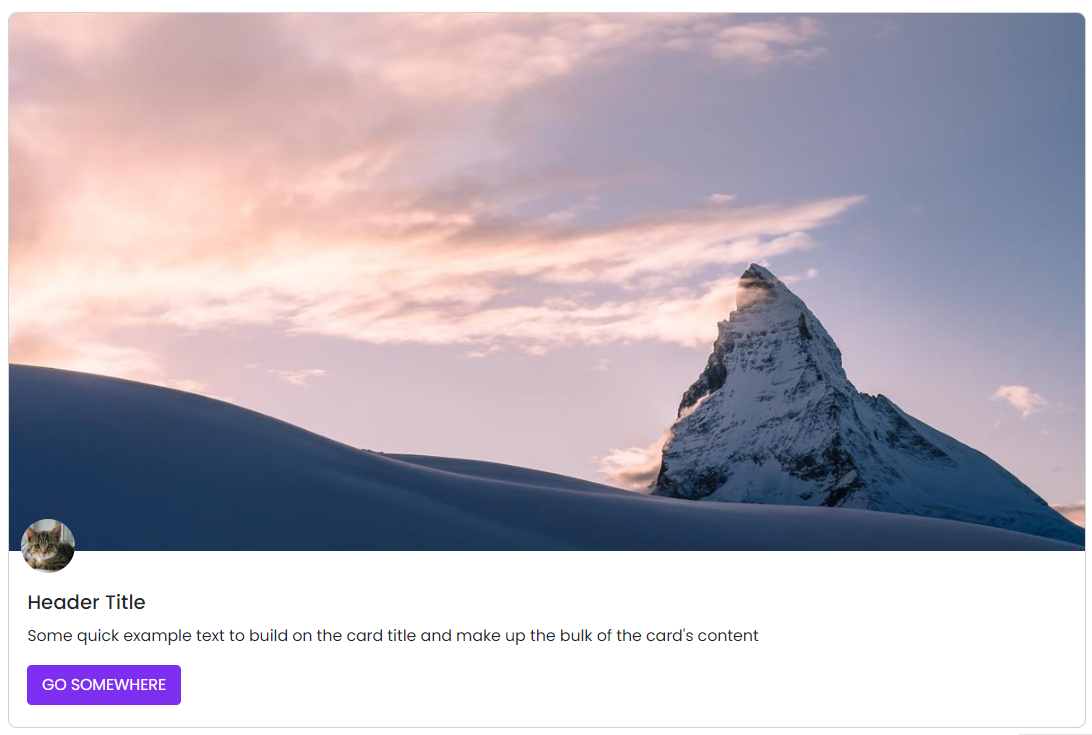 Header Title
Some quick example text to build on the card title and make up the bulk of the card's content
GO SOMEWHERE